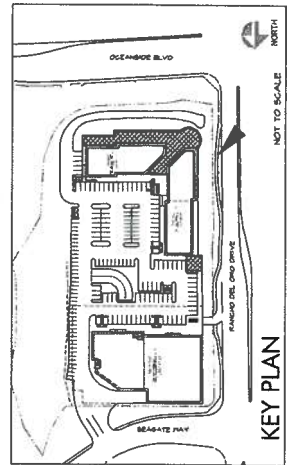 OCEANSIDE BLVD
NORTH
NOT TO SCALE
RANCHO DEL ORO DRIVE
SEAGATE WAY
KEY PLAN